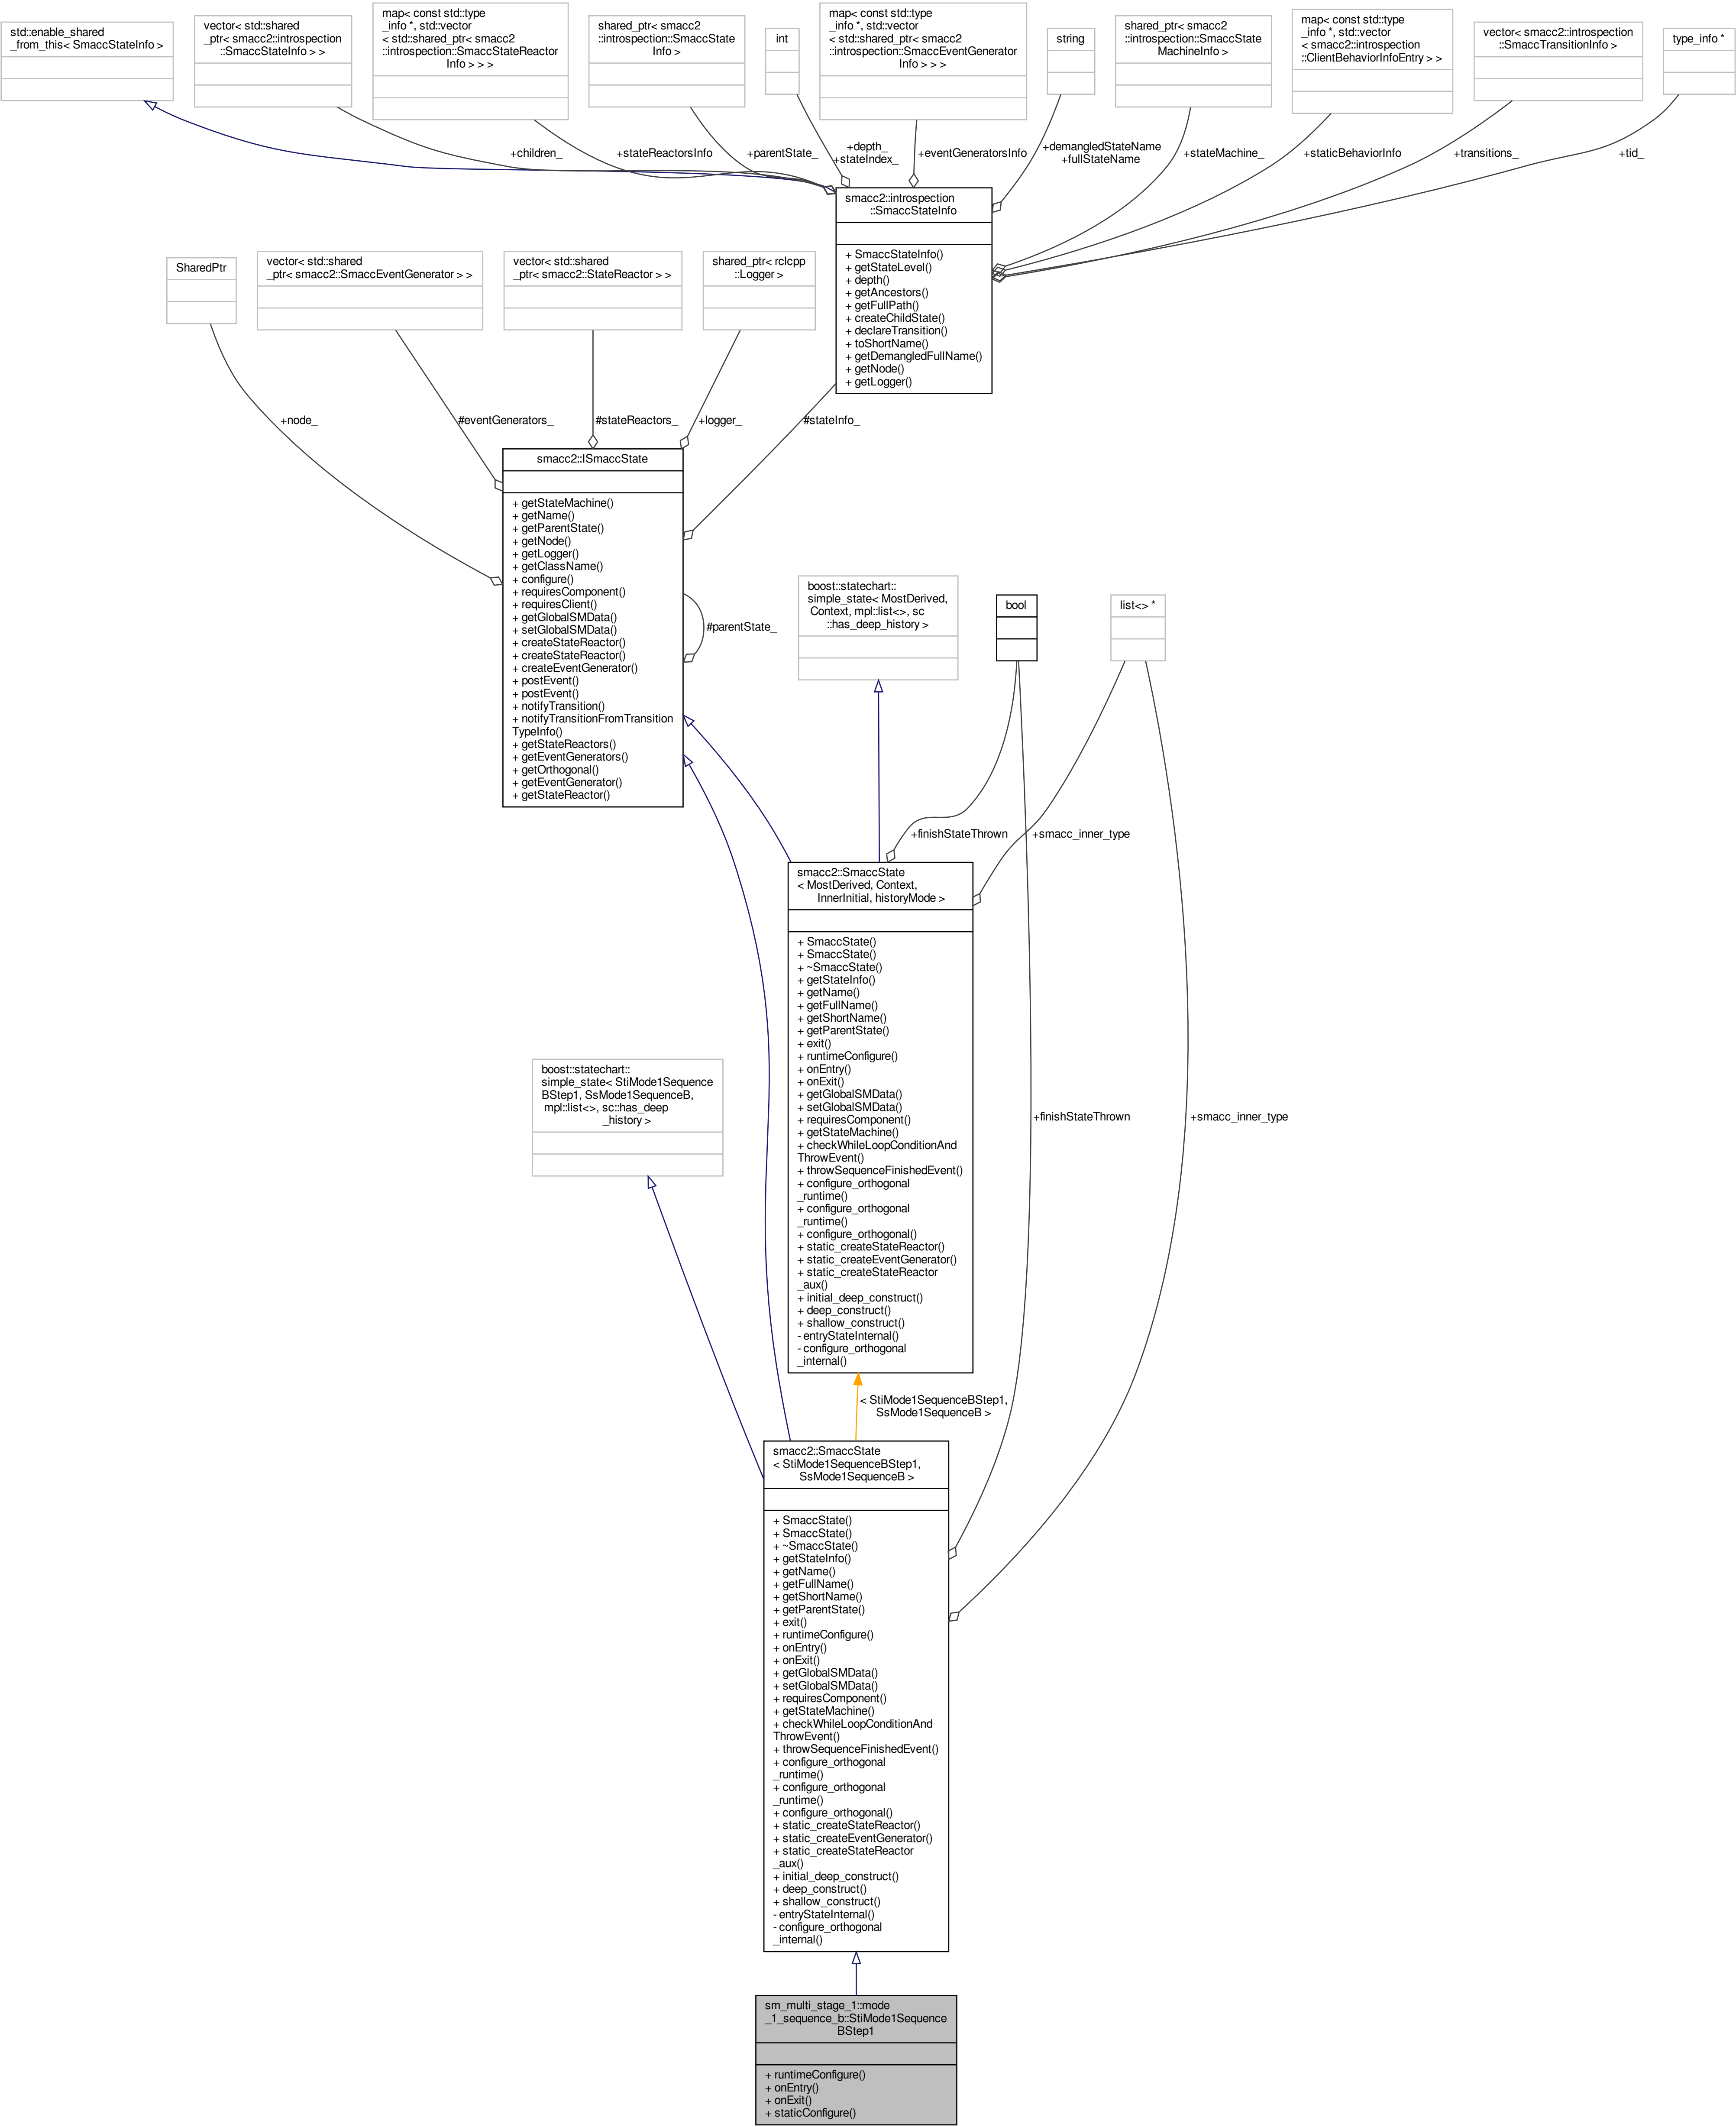 std::enable_shared
_from_this< SmaccStateInfo >
vector< std::shared
_ptr< smacc2::introspection
::SmaccStateInfo > >
map< const std::type
_info *, std::vector
< std::shared_ptr< smacc2
::introspection::SmaccStateReactor
Info > > >
shared_ptr< smacc2
::introspection::SmaccState
Info >
int
map< const std::type
_info *, std::vector
< std::shared_ptr< smacc2
::introspection::SmaccEventGenerator
Info > > >
string
shared_ptr< smacc2
::introspection::SmaccState
MachineInfo >
map< const std::type
_info *, std::vector
< smacc2::introspection
::ClientBehaviorInfoEntry > >
vector< smacc2::introspection
::SmaccTransitionInfo >
type_info *
+children_
+stateReactorsInfo
+parentState_
+depth_
+stateIndex_
+eventGeneratorsInfo
+demangledStateName
+fullStateName
+stateMachine_
+staticBehaviorInfo
+transitions_
+tid_
smacc2::introspection
::SmaccStateInfo
+ SmaccStateInfo()
+ getStateLevel()
+ depth()
+ getAncestors()
+ getFullPath()
+ createChildState()
+ declareTransition()
+ toShortName()
+ getDemangledFullName()
+ getNode()
+ getLogger()
SharedPtr
vector< std::shared
_ptr< smacc2::SmaccEventGenerator > >
vector< std::shared
_ptr< smacc2::StateReactor > >
shared_ptr< rclcpp
::Logger >
+node_
#eventGenerators_
#stateReactors_
+logger_
#stateInfo_
smacc2::ISmaccState
+ getStateMachine()
+ getName()
+ getParentState()
+ getNode()
+ getLogger()
+ getClassName()
+ configure()
+ requiresComponent()
+ requiresClient()
+ getGlobalSMData()
+ setGlobalSMData()
+ createStateReactor()
+ createStateReactor()
+ createEventGenerator()
+ postEvent()
+ postEvent()
+ notifyTransition()
+ notifyTransitionFromTransition
TypeInfo()
+ getStateReactors()
+ getEventGenerators()
+ getOrthogonal()
+ getEventGenerator()
+ getStateReactor()
#parentState_
boost::statechart::
simple_state< MostDerived,
Context, mpl::list<>, sc
::has_deep_history >
bool
list<> *
+finishStateThrown
+smacc_inner_type
smacc2::SmaccState
< MostDerived, Context,
InnerInitial, historyMode >
+ SmaccState()
+ SmaccState()
+ ~SmaccState()
+ getStateInfo()
+ getName()
+ getFullName()
+ getShortName()
+ getParentState()
+ exit()
+ runtimeConfigure()
+ onEntry()
+ onExit()
+ getGlobalSMData()
+ setGlobalSMData()
+ requiresComponent()
+ getStateMachine()
+ checkWhileLoopConditionAnd
ThrowEvent()
+ throwSequenceFinishedEvent()
+ configure_orthogonal
_runtime()
+ configure_orthogonal
_runtime()
+ configure_orthogonal()
+ static_createStateReactor()
+ static_createEventGenerator()
+ static_createStateReactor
_aux()
+ initial_deep_construct()
+ deep_construct()
+ shallow_construct()
- entryStateInternal()
- configure_orthogonal
_internal()
boost::statechart::
simple_state< StiMode1Sequence
BStep1, SsMode1SequenceB,
mpl::list<>, sc::has_deep
_history >
+finishStateThrown
+smacc_inner_type
< StiMode1SequenceBStep1,
SsMode1SequenceB >
smacc2::SmaccState
< StiMode1SequenceBStep1,
SsMode1SequenceB >
+ SmaccState()
+ SmaccState()
+ ~SmaccState()
+ getStateInfo()
+ getName()
+ getFullName()
+ getShortName()
+ getParentState()
+ exit()
+ runtimeConfigure()
+ onEntry()
+ onExit()
+ getGlobalSMData()
+ setGlobalSMData()
+ requiresComponent()
+ getStateMachine()
+ checkWhileLoopConditionAnd
ThrowEvent()
+ throwSequenceFinishedEvent()
+ configure_orthogonal
_runtime()
+ configure_orthogonal
_runtime()
+ configure_orthogonal()
+ static_createStateReactor()
+ static_createEventGenerator()
+ static_createStateReactor
_aux()
+ initial_deep_construct()
+ deep_construct()
+ shallow_construct()
- entryStateInternal()
- configure_orthogonal
_internal()
sm_multi_stage_1::mode
_1_sequence_b::StiMode1Sequence
BStep1
+ runtimeConfigure()
+ onEntry()
+ onExit()
+ staticConfigure()